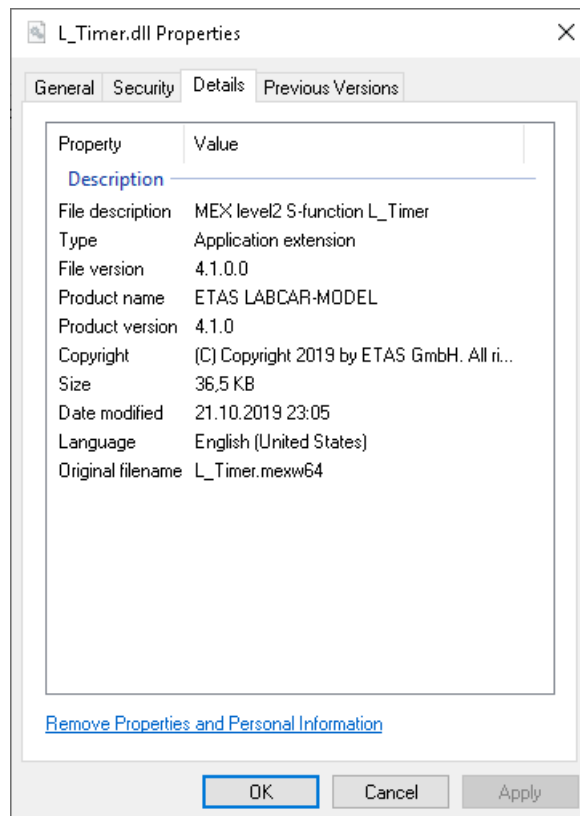 L_Timer.dll Properties
General Security Details Previous Versions
Property Value
Description
File description MEX level2 S-function L_Timer
Type Application extension
File version 4.1.0.0
Product name ETAS LABCAR-MODEL
Product version 4.1.0
Copyright (C) Copyright 2019 by ETAS GmbH. All ri...
Size 36,5 KB
Date modified 21.10.2019 23:05
Language English (United States)
Original filename L_Timer.mexw64
Remove Properties and Personal Information
OK Cancel Apply